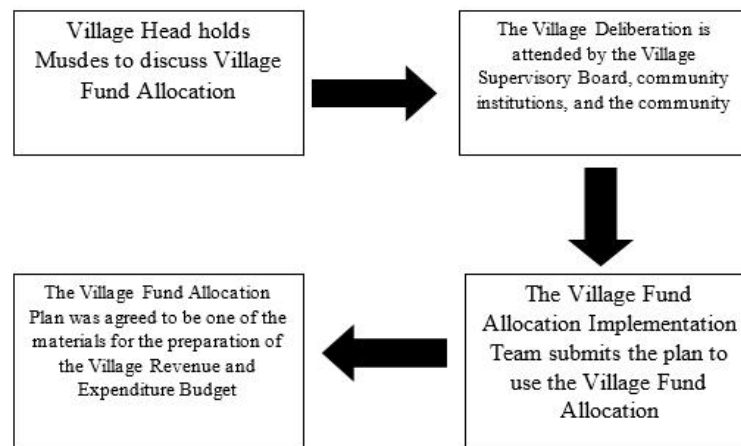 Village Head holds
Musdes to discuss Village
Fund Allocation
The Village Deliberation is
attended by the Village
Supervisory Board, community
institutions, and the community
The Village Fund
Allocation Implementation
Team submits the plan to
use the Village Fund
Allocation
The Village Fund Allocation
Plan was agreed to be one of the
materials for the preparation of
the Village Revenue and
Expenditure Budget